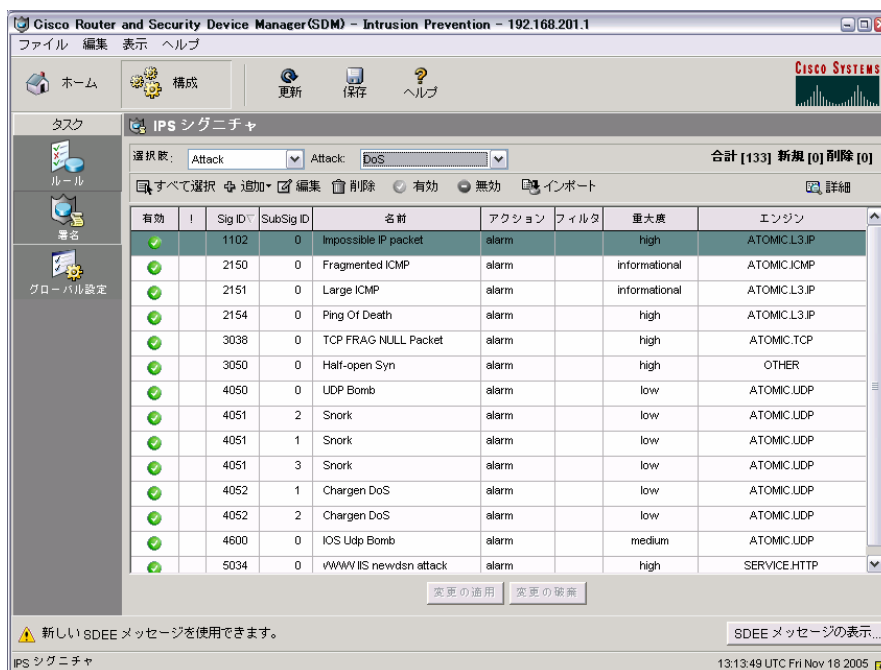 Cisco Router and Security Device Manager(SDM) - Intrusion Prevention - 192.168.201.1
ファイル 編集 表示 ヘルプ
ホーム 構成 更新 保存 ヘルプ
CISCO SYSTEMS
タスク
IPS シグニチャ
ルール
署名
グローバル設定
選択肢: Attack Attack: DoS 合計 [133] 新規 [0] 削除 [0]
すべて選択 追加 編集 削除 有効 無効 インポート 詳細
有効 ! Sig ID SubSig ID 名前 アクション フィルタ 重大度 エンジン
1102 0 Impossible IP packet alarm high ATOMIC.L3.IP
2150 0 Fragmented ICMP alarm informational ATOMIC.ICMP
2151 0 Large ICMP alarm informational ATOMIC.L3.IP
2154 0 Ping Of Death alarm high ATOMIC.L3.IP
3038 0 TCP FRAG NULL Packet alarm high ATOMIC.TCP
3050 0 Half-open Syn alarm high OTHER
4050 0 UDP Bomb alarm low ATOMIC.UDP
4051 2 Snork alarm low ATOMIC.UDP
4051 1 Snork alarm low ATOMIC.UDP
4051 3 Snork alarm low ATOMIC.UDP
4052 1 Chargen DoS alarm low ATOMIC.UDP
4052 2 Chargen DoS alarm low ATOMIC.UDP
4600 0 IOS Udp Bomb alarm medium ATOMIC.UDP
5034 0 WWW IIS newdsn attack alarm high SERVICE.HTTP
変更の適用 変更の破棄
新しい SDEE メッセージを使用できます。 SDEE メッセージの表示...
IPS シグニチャ 13:13:49 UTC Fri Nov 18 2005